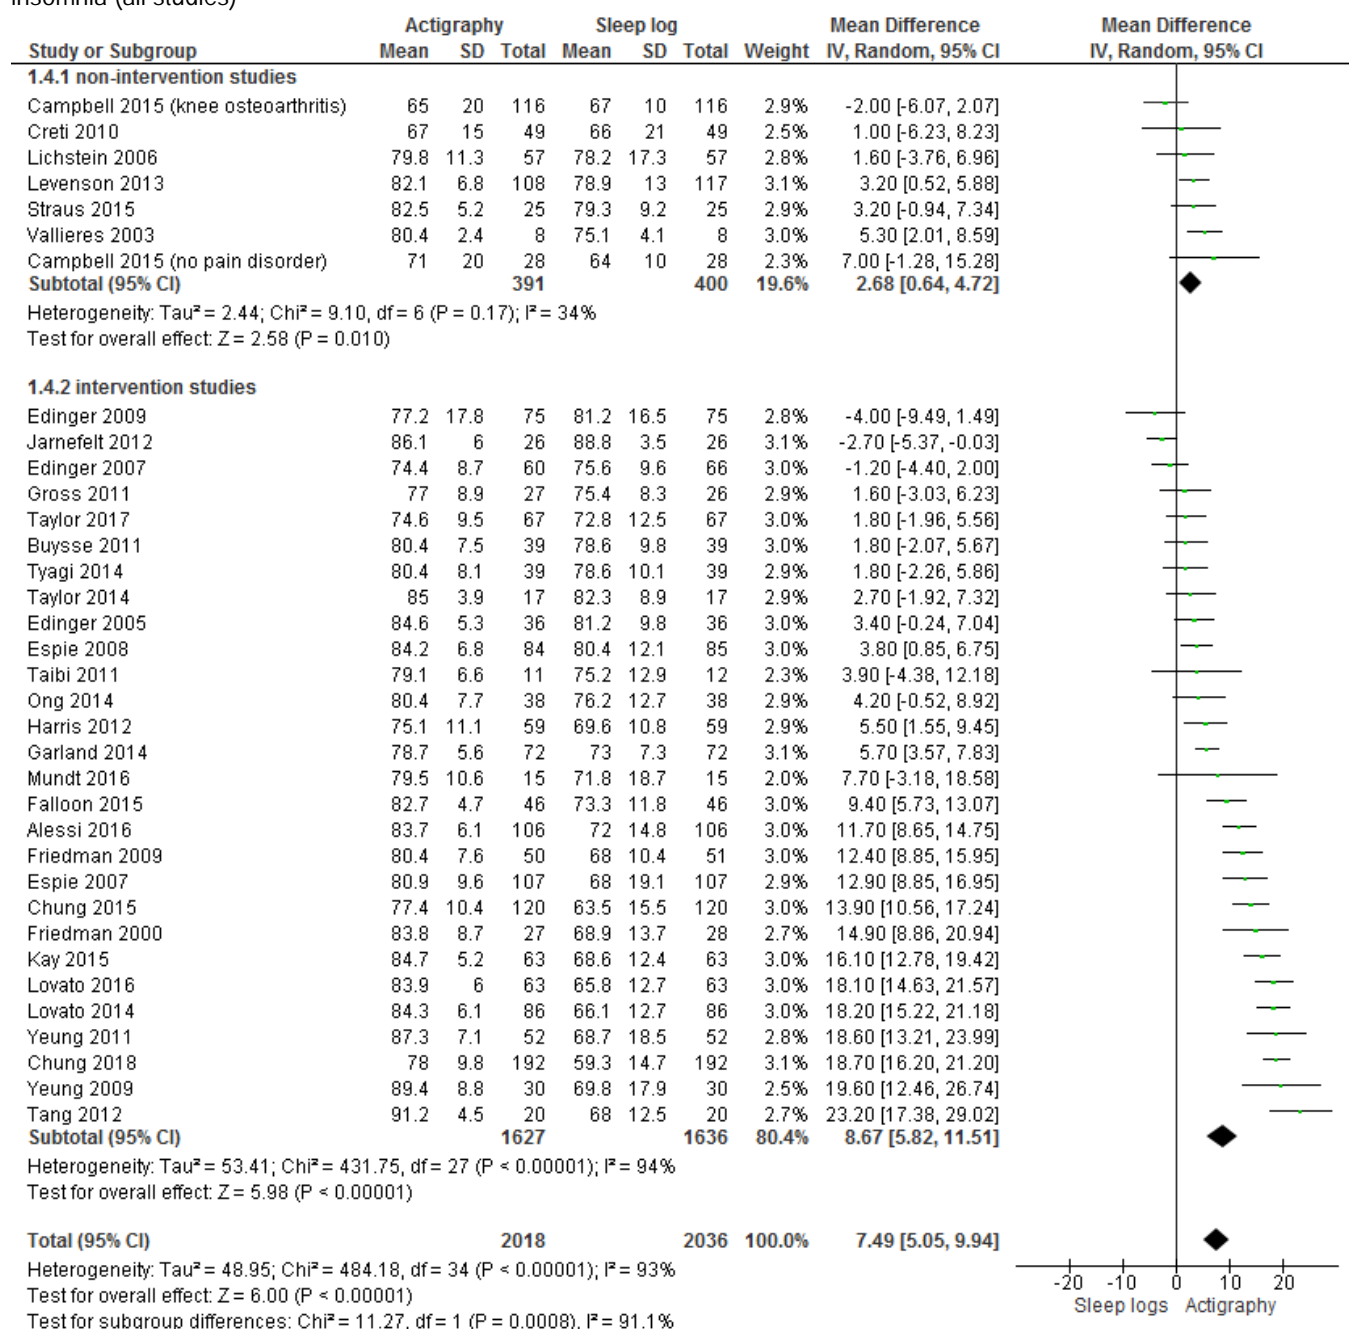 insomnia (all studies)
Actigraphy Sleep log Mean Difference Mean Difference
Study or Subgroup Mean SD Total Mean SD Total Weight IV, Random, 95% CI IV, Random, 95% CI
1.4.1 non-intervention studies
Campbell 2015 (knee osteoarthritis) 65 20 116 67 10 116 2.9% -2.00 [-6.07, 2.07]
Creti 2010 67 15 49 66 21 49 2.5% 1.00 [-6.23, 8.23]
Lichstein 2006 79.8 11.3 57 78.2 17.3 57 2.8% 1.60 [-3.76, 6.96]
Levenson 2013 82.1 6.8 108 78.9 13 117 3.1% 3.20 [0.52, 5.88]
Straus 2015 82.5 5.2 25 79.3 9.2 25 2.9% 3.20 [-0.94, 7.34]
Vallieres 2003 80.4 2.4 8 75.1 4.1 8 3.0% 5.30 [2.01, 8.59]
Campbell 2015 (no pain disorder) 71 20 28 64 10 28 2.3% 7.00 [-1.28, 15.28]
Subtotal (95% CI) 391 400 19.6% 2.68 [0.64, 4.72]
Heterogeneity: Tau² = 2.44; Chi² = 9.10, df = 6 (P = 0.17); I² = 34%
Test for overall effect: Z = 2.58 (P = 0.010)
1.4.2 intervention studies
Edinger 2009 77.2 17.8 75 81.2 16.5 75 2.8% -4.00 [-9.49, 1.49]
Jarnefelt 2012 86.1 6 26 88.8 3.5 26 3.1% -2.70 [-5.37, -0.03]
Edinger 2007 74.4 8.7 60 75.6 9.6 66 3.0% -1.20 [-4.40, 2.00]
Gross 2011 77 8.9 27 75.4 8.3 26 2.9% 1.60 [-3.03, 6.23]
Taylor 2017 74.6 9.5 67 72.8 12.5 67 3.0% 1.80 [-1.96, 5.56]
Buysse 2011 80.4 7.5 39 78.6 9.8 39 3.0% 1.80 [-2.07, 5.67]
Tyagi 2014 80.4 8.1 39 78.6 10.1 39 2.9% 1.80 [-2.26, 5.86]
Taylor 2014 85 3.9 17 82.3 8.9 17 2.9% 2.70 [-1.92, 7.32]
Edinger 2005 84.6 5.3 36 81.2 9.8 36 3.0% 3.40 [-0.24, 7.04]
Espie 2008 84.2 6.8 84 80.4 12.1 85 3.0% 3.80 [0.85, 6.75]
Taibi 2011 79.1 6.6 11 75.2 12.9 12 2.3% 3.90 [-4.38, 12.18]
Ong 2014 80.4 7.7 38 76.2 12.7 38 2.9% 4.20 [-0.52, 8.92]
Harris 2012 75.1 11.1 59 69.6 10.8 59 3.0% 5.50 [1.55, 9.45]
Garland 2014 78.7 5.6 72 73 7.3 72 3.1% 5.70 [3.57, 7.83]
Mundt 2016 79.5 10.6 15 71.8 18.7 15 2.0% 7.70 [-3.18, 18.58]
Falloon 2015 82.7 4.7 46 73.3 11.8 46 3.0% 9.40 [5.73, 13.07]
Alessi 2016 83.7 6.1 106 72 14.8 106 3.0% 11.70 [8.65, 14.75]
Friedman 2009 80.4 7.6 50 68 10.4 51 3.0% 12.40 [8.85, 15.95]
Espie 2007 80.9 9.6 107 68 19.1 107 2.9% 12.90 [8.85, 16.95]
Chung 2015 77.4 10.4 120 63.5 15.5 120 3.0% 13.90 [10.56, 17.24]
Friedman 2000 83.8 8.7 27 68.9 13.7 28 2.7% 14.90 [8.86, 20.94]
Kay 2015 84.7 5.2 63 68.6 12.4 63 3.0% 16.10 [12.78, 19.42]
Lovato 2016 83.9 6 63 65.8 12.7 63 3.0% 18.10 [14.63, 21.57]
Lovato 2014 84.3 6.1 86 66.1 12.7 86 3.0% 18.20 [15.22, 21.18]
Yeung 2011 87.3 7.1 52 68.7 18.5 52 2.8% 18.60 [13.21, 23.99]
Chung 2018 78 9.8 192 59.3 14.7 192 3.1% 18.70 [16.20, 21.20]
Yeung 2009 89.4 8.8 30 69.8 17.9 30 2.5% 19.60 [12.46, 26.74]
Tang 2012 91.2 4.5 20 68 12.5 20 2.7% 23.20 [17.38, 29.02]
Subtotal (95% CI) 1627 1636 80.4% 8.67 [5.82, 11.51]
Heterogeneity: Tau² = 53.41; Chi² = 431.75, df = 27 (P < 0.00001); I² = 94%
Test for overall effect: Z = 5.98 (P < 0.00001)
Total (95% CI) 2018 2036 100.0% 7.49 [5.05, 9.94]
Heterogeneity: Tau² = 48.95; Chi² = 484.18, df = 34 (P < 0.00001); I² = 93%
Test for overall effect: Z = 6.00 (P < 0.00001)
Test for subgroup differences: Chi² = 11.27, df = 1 (P = 0.0008), I² = 91.1%
-20 -10 0 10 20
Sleep logs Actigraphy